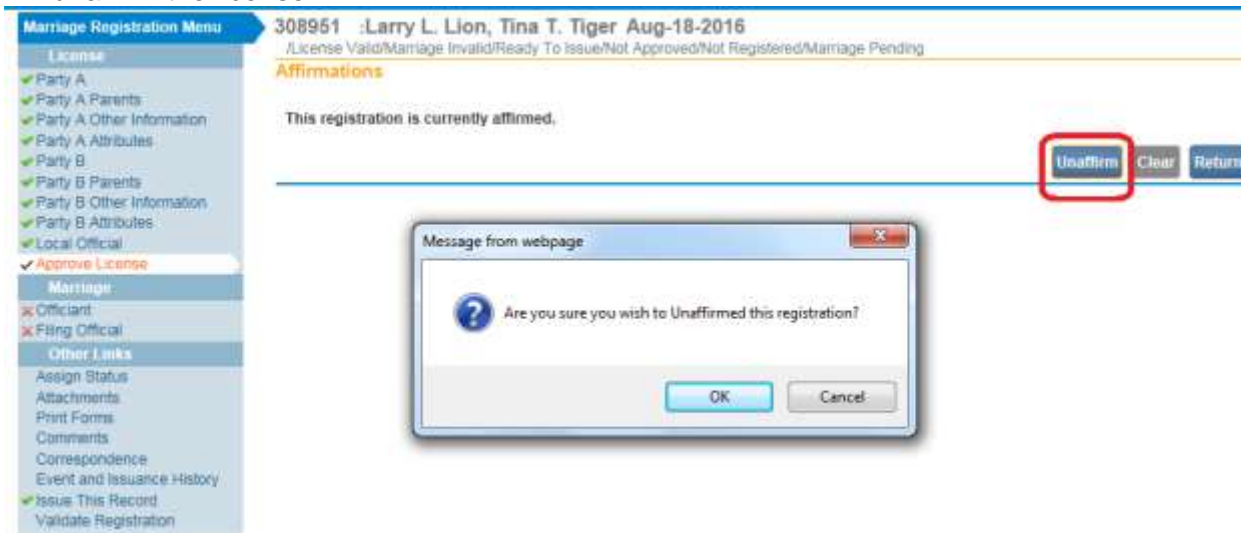 Marriage Registration Menu
308951 :Larry L. Lion, Tina T. Tiger Aug-18-2016
/License Valid/Marriage Invalid/Ready To Issue/Not Approved/Not Registered/Marriage Pending
License
Affirmations
Party A
Party A Parents
Party A Other Information
This registration is currently affirmed.
Party A Attributes
Party B
Unaffirm Clear Return
Party B Parents
Party B Other Information
Party B Attributes
Local Official
Message from webpage
Approve License
Marriage
Officiant
Are you sure you wish to Unaffirmed this registration?
Filing Official
Other Links
Assign Status
Attachments
OK Cancel
Print Forms
Comments
Correspondence
Event and Issuance History
Issue This Record
Validate Registration